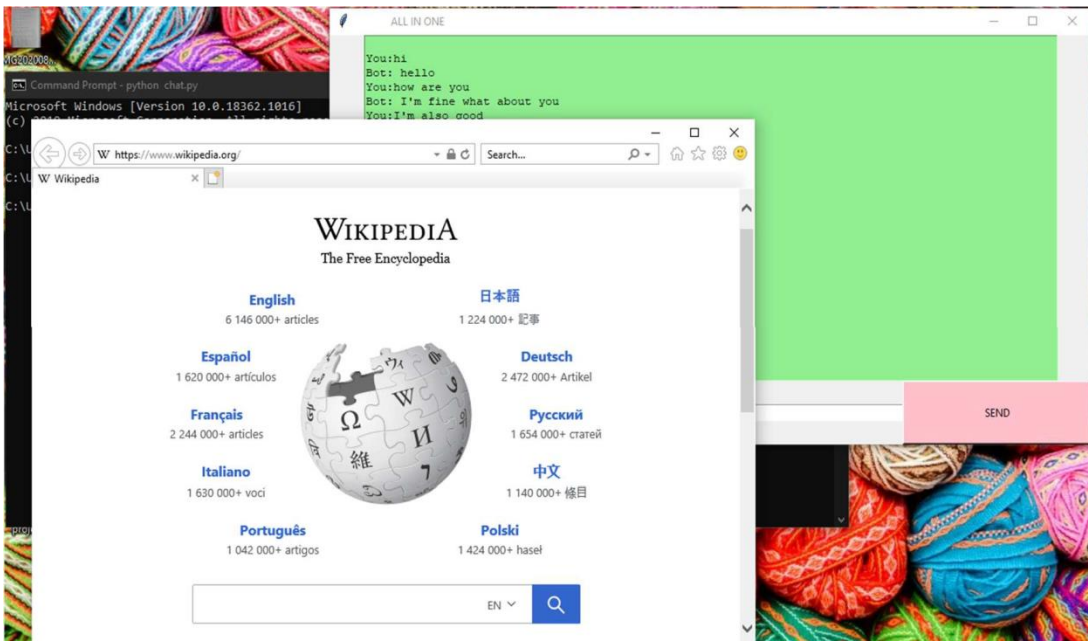 ALL IN ONE
You:hi
Bot: hello
You:how are you
Bot: I'm fine what about you
You:I'm also good
Command Prompt - python chat.py
Microsoft Windows [Version 10.0.18362.1016]
(c)
C:\U
C:\U
C:\U
https://www.wikipedia.org/
Search...
W Wikipedia
WIKIPEDIA
The Free Encyclopedia
English
6 146 000+ articles
日本語
1 224 000+ 記事
Español
1 620 000+ artículos
Deutsch
2 472 000+ Artikel
Français
2 244 000+ articles
Русский
1 654 000+ статей
Italiano
1 630 000+ voci
中文
1 140 000+ 條目
Português
1 042 000+ artigos
Polski
1 424 000+ haseł
EN
SEND